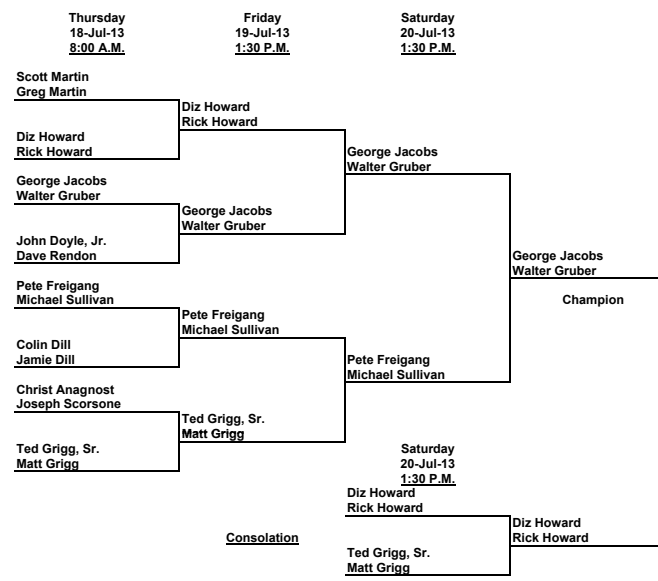 Thursday
18-Jul-13
8:00 A.M.
Friday
19-Jul-13
1:30 P.M.
Saturday
20-Jul-13
1:30 P.M.
Scott Martin
Greg Martin
Diz Howard
Rick Howard
George Jacobs
Walter Gruber
John Doyle, Jr.
Dave Rendon
Pete Freigang
Michael Sullivan
Colin Dill
Jamie Dill
Christ Anagnost
Joseph Scorsone
Ted Grigg, Sr.
Matt Grigg
Diz Howard
Rick Howard
George Jacobs
Walter Gruber
Pete Freigang
Michael Sullivan
Ted Grigg, Sr.
Matt Grigg
George Jacobs
Walter Gruber
Pete Freigang
Michael Sullivan
George Jacobs
Walter Gruber
Champion
Saturday
20-Jul-13
1:30 P.M.
Consolation
Diz Howard
Rick Howard
Ted Grigg, Sr.
Matt Grigg
Diz Howard
Rick Howard